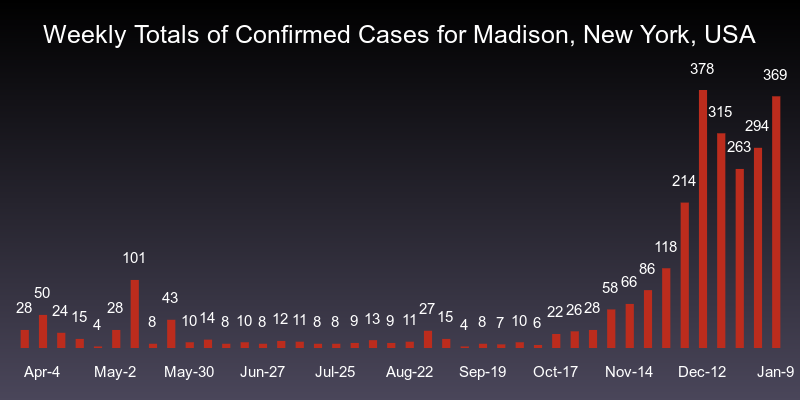 Weekly Totals of Confirmed Cases for Madison, New York, USA
28 50 24 15 4 28 101 8 43 10 14 8 10 8 12 11 8 8 9 13 9 11 27 15 4 8 7 10 6 22 26 28 58 66 86 118 214 378 315 263 294 369
Apr-4 May-2 May-30 Jun-27 Jul-25 Aug-22 Sep-19 Oct-17 Nov-14 Dec-12 Jan-9